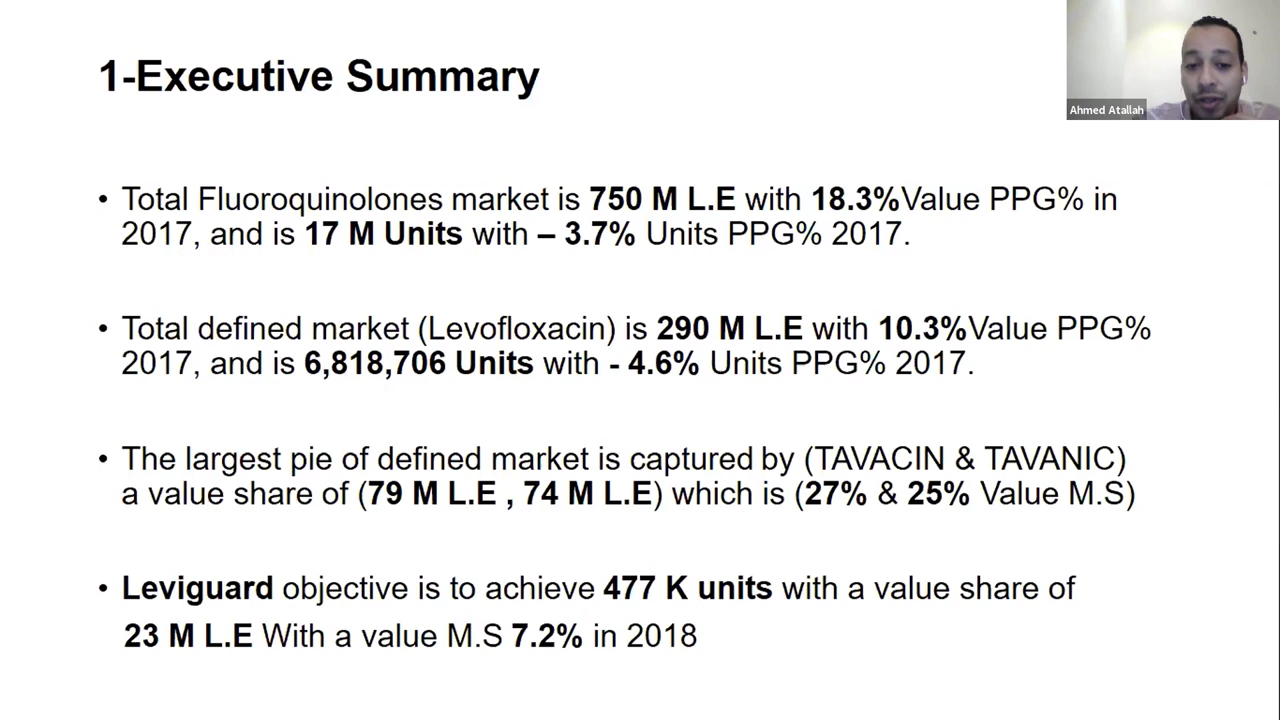 1-Executive Summary
Ahmed Atallah
• Total Fluoroquinolones market is 750 M L.E with 18.3%Value PPG% in
2017, and is 17 M Units with – 3.7% Units PPG% 2017.
• Total defined market (Levofloxacin) is 290 M L.E with 10.3%Value PPG%
2017, and is 6,818,706 Units with - 4.6% Units PPG% 2017.
• The largest pie of defined market is captured by (TAVACIN & TAVANIC)
a value share of (79 M L.E , 74 M L.E) which is (27% & 25% Value M.S)
• Leviguard objective is to achieve 477 K units with a value share of
23 M L.E With a value M.S 7.2% in 2018